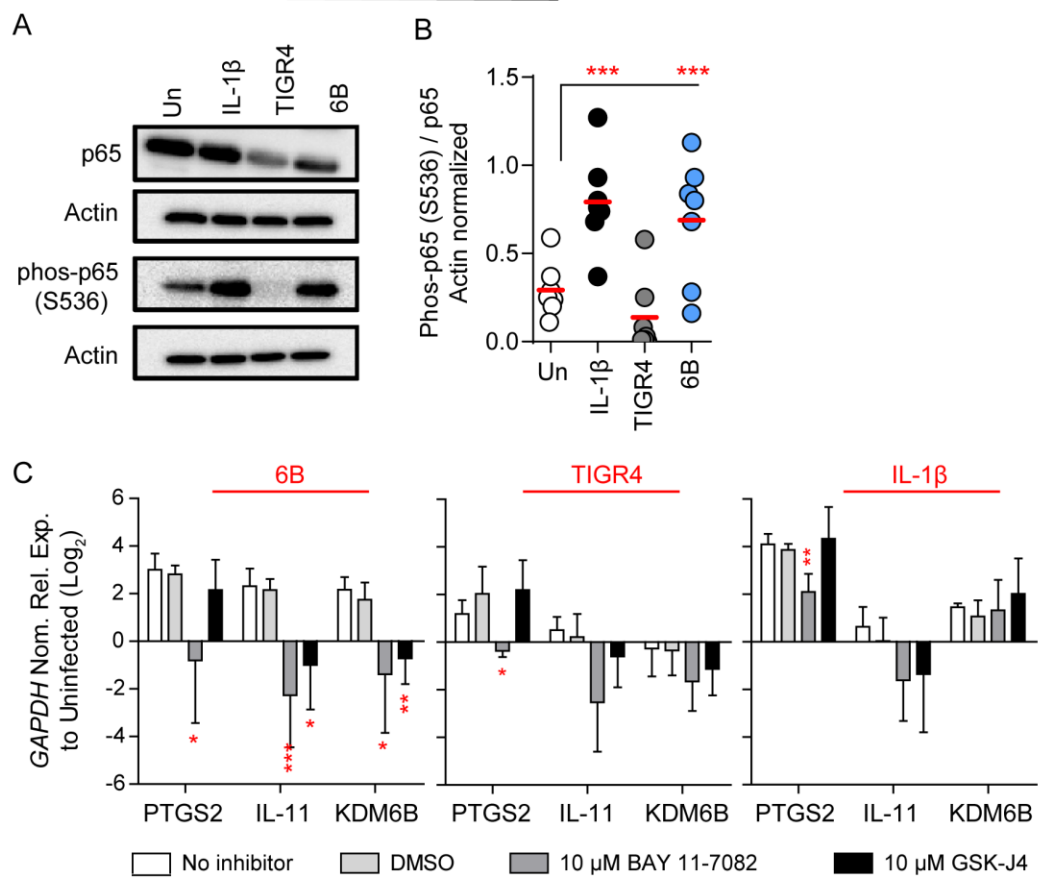 A
Un
IL-1β
TIGR4
6B
p65
Actin
phos-p65
(S536)
Actin
B
Phos-p65 (S536) / p65
Actin normalized
*** ***
1.5
1.0
0.5
0.0
Un
IL-1β
TIGR4
6B
C
6B
TIGR4
IL-1β
GAPDH Nom. Rel. Exp.
to Uninfected (Log2)
6
4
2
0
-2
-4
-6
* *** * * **
*
**
PTGS2 IL-11 KDM6B
PTGS2 IL-11 KDM6B
PTGS2 IL-11 KDM6B
No inhibitor DMSO 10 μM BAY 11-7082 10 μM GSK-J4